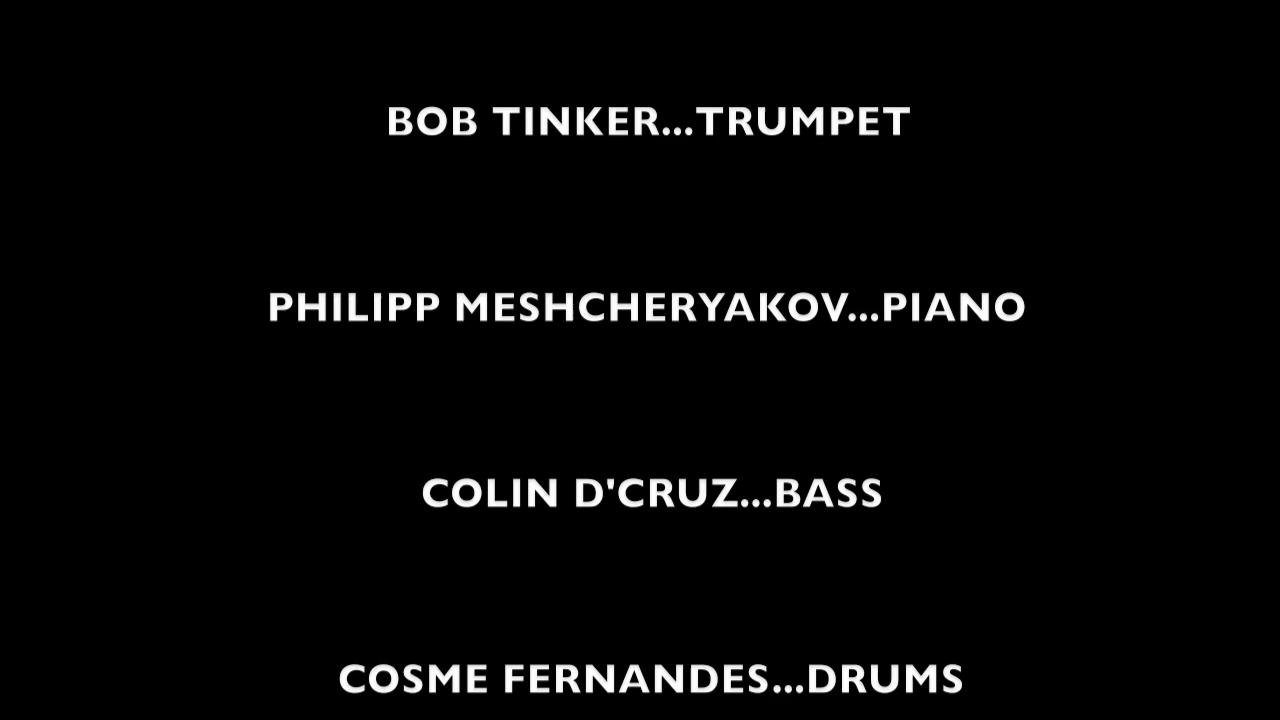 BOB TINKER...TRUMPET
PHILIPP MESHCHERYAKOV...PIANO
COLIN D'CRUZ...BASS
COSME FERNANDES...DRUMS